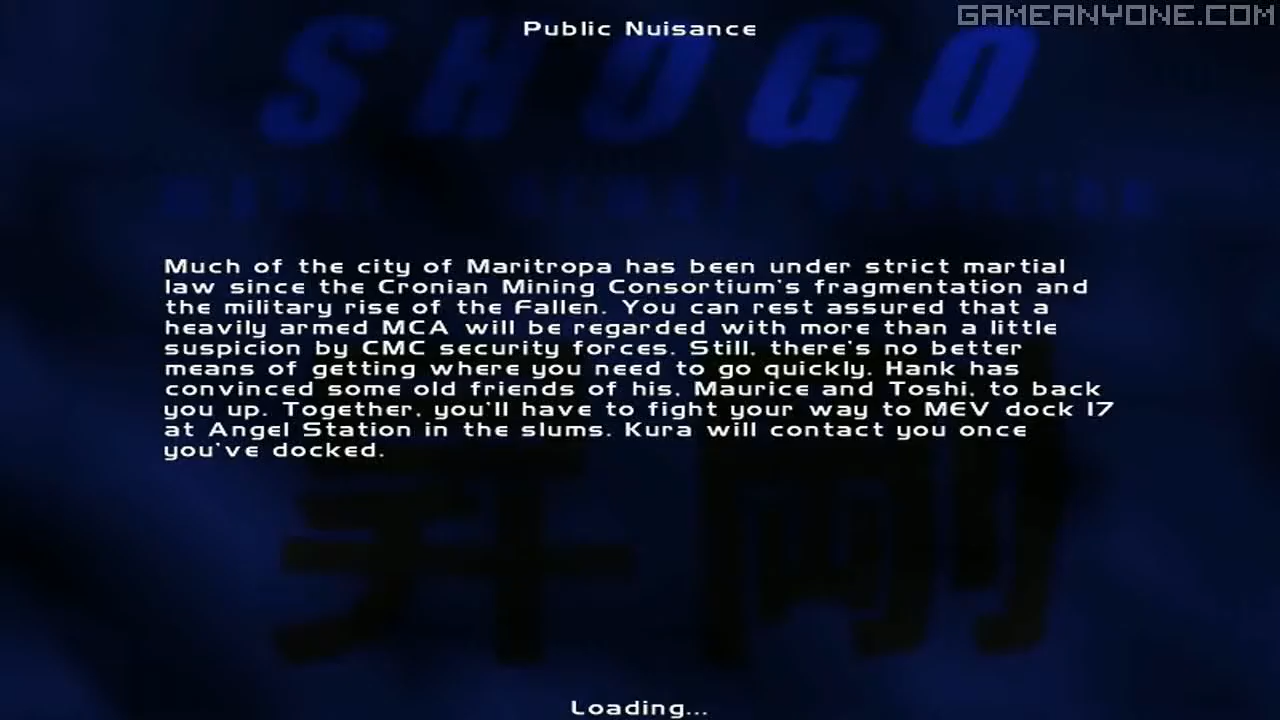 GAMEANYONE.COM
Public Nuisance
SHOGO
Much of the city of Maritropa has been under strict martial
law since the Cronian Mining Consortium's fragmentation and
the military rise of the Fallen. You can rest assured that a
heavily armed MCA will be regarded with more than a little
suspicion by CMC security forces. Still, there's no better
means of getting where you need to go quickly. Hank has
convinced some old friends of his, Maurice and Toshi, to back
you up. Together, you'll have to fight your way to MEV dock 17
at Angel Station in the slums. Kura will contact you once
you've docked.
Loading...